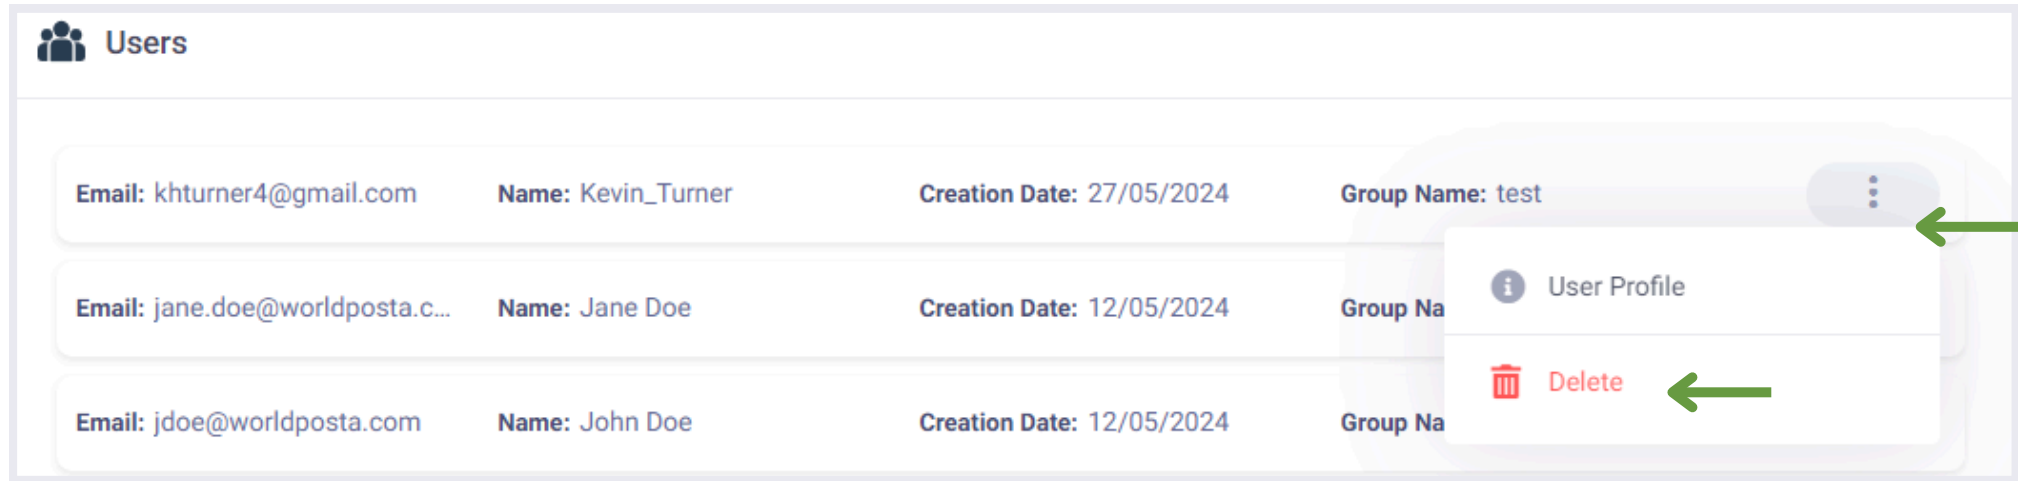 Users
Email: khturner4@gmail.com Name: Kevin_Turner Creation Date: 27/05/2024 Group Name: test
User Profile
Email: jane.doe@worldposta.c... Name: Jane Doe Creation Date: 12/05/2024 Group Na
Delete
Email: jdoe@worldposta.com Name: John Doe Creation Date: 12/05/2024 Group Na